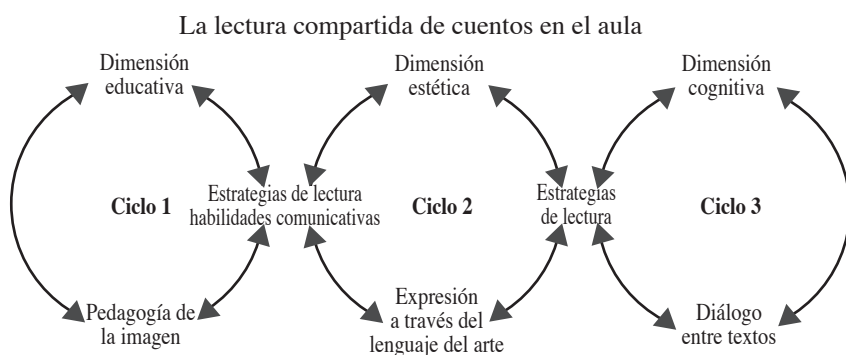 La lectura compartida de cuentos en el aula
Dimensión
educativa
Dimensión
estética
Dimensión
cognitiva
Ciclo 1
Estrategias de lectura
habilidades comunicativas
Ciclo 2
Estrategias
de lectura
Ciclo 3
Pedagogía de
la imagen
Expresión
a través del
lenguaje del arte
Diálogo
entre textos